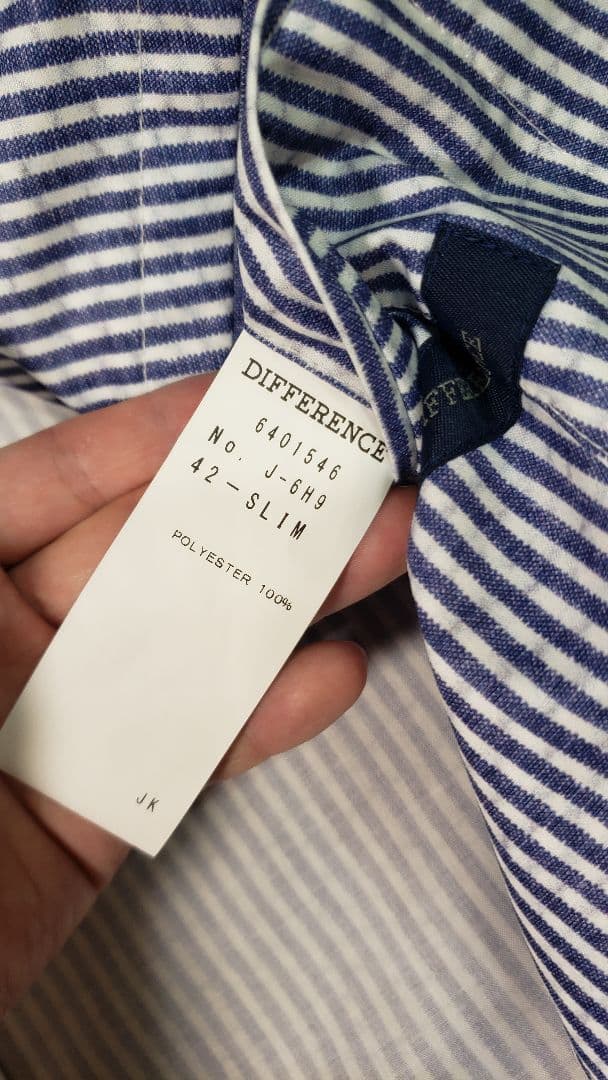 DIFFERENCE
6401546
No. J-6H9
42-SLIM
POLYESTER 100%
JK